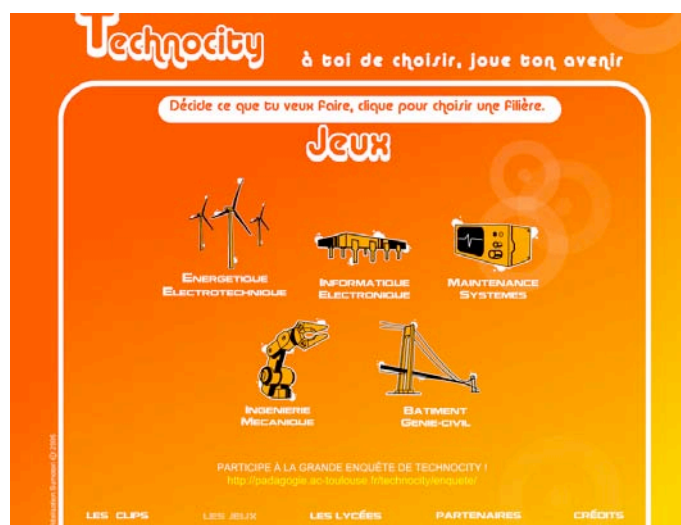 Technocity
à toi de choisir, joue ton avenir
Décide ce que tu veux faire, clique pour choisir une filière.
Jeux
ENERGETIQUE
ELECTROTECHNIQUE
INFORMATIQUE
ELECTRONIQUE
MAINTENANCE
SYSTEMES
INGENIERIE
MECANIQUE
BATIMENT
GENIE-CIVIL
PARTICIPE À LA GRANDE ENQUÊTE DE TECHNOCITY !
http://padagogie.ac-toulouse.fr/technocity/enquete/
LES CLIPS
LES JEUX
LES LYCÉES
PARTENAIRES
CRÉDITS